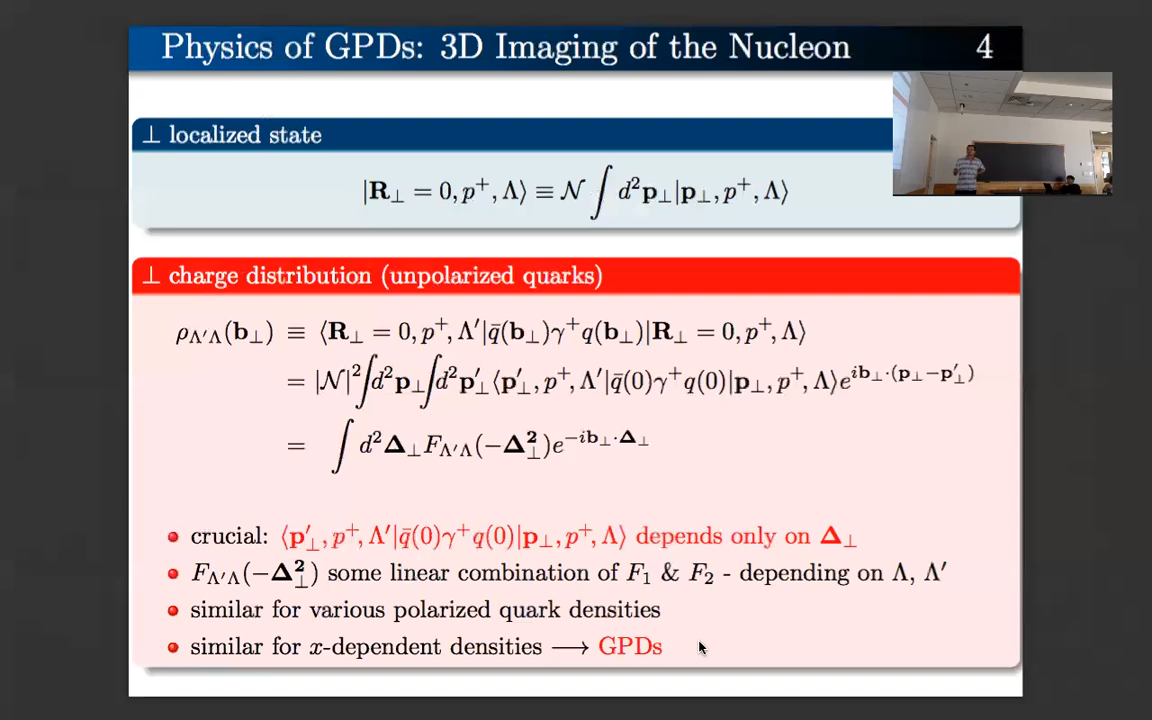 Physics of GPDs: 3D Imaging of the Nucleon 4
⊥ localized state
|R⊥ = 0, p⁺, Λ⟩ ≡ 𝒩 ∫ d²p⊥|p⊥, p⁺, Λ⟩
⊥ charge distribution (unpolarized quarks)
ρΛ′Λ(b⊥) ≡ ⟨R⊥ = 0, p⁺, Λ′|q̄(b⊥)γ⁺q(b⊥)|R⊥ = 0, p⁺, Λ⟩
= |𝒩|² ∫d²p⊥ ∫d²p′⊥⟨p′⊥, p⁺, Λ′|q̄(0)γ⁺q(0)|p⊥, p⁺, Λ⟩e^{ib⊥·(p⊥−p′⊥)}
= ∫ d²Δ⊥FΛ′Λ(−Δ²⊥)e^{−ib⊥·Δ⊥}
• crucial: ⟨p′⊥, p⁺, Λ′|q̄(0)γ⁺q(0)|p⊥, p⁺, Λ⟩ depends only on Δ⊥
• FΛ′Λ(−Δ²⊥) some linear combination of F₁ & F₂ - depending on Λ, Λ′
• similar for various polarized quark densities
• similar for x-dependent densities ⟶ GPDs